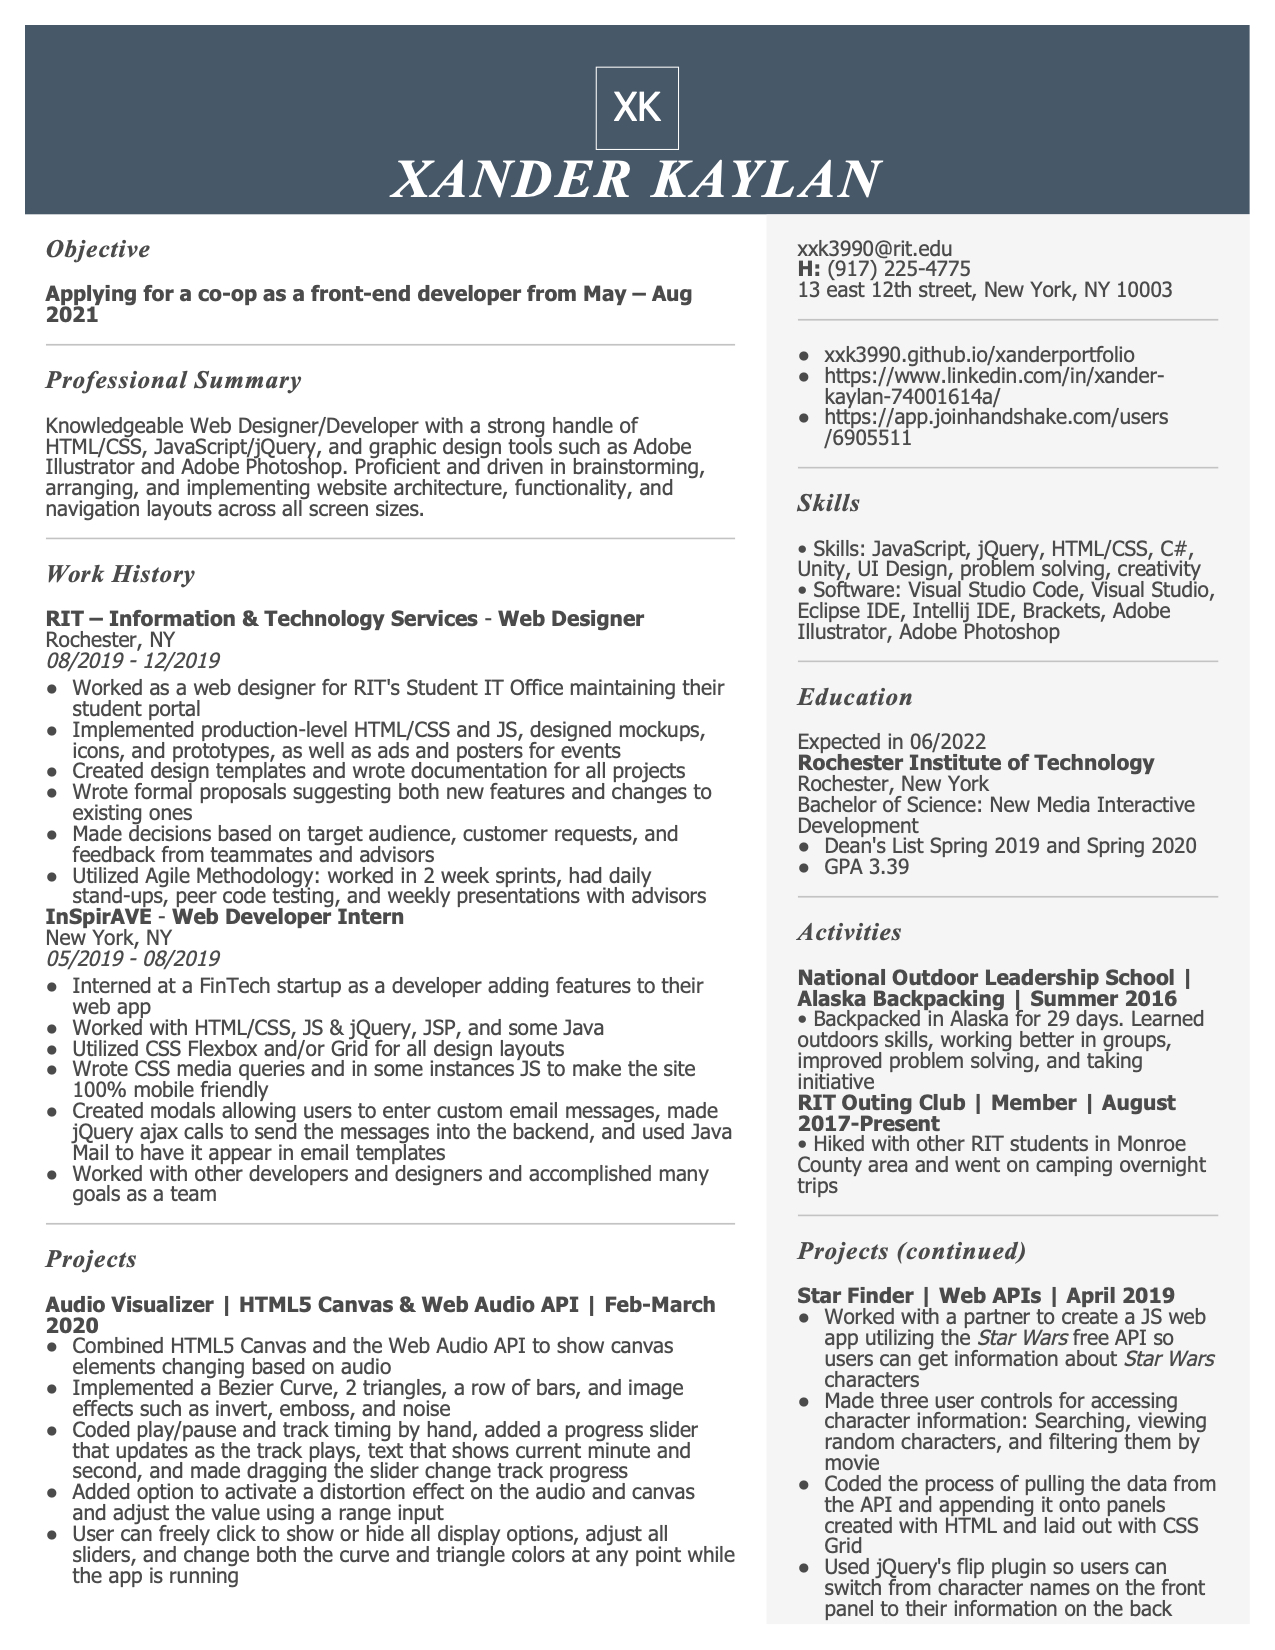 XK
XANDER KAYLAN
Objective
Applying for a co-op as a front-end developer from May – Aug
2021
Professional Summary
Knowledgeable Web Designer/Developer with a strong handle of
HTML/CSS, JavaScript/jQuery, and graphic design tools such as Adobe
Illustrator and Adobe Photoshop. Proficient and driven in brainstorming,
arranging, and implementing website architecture, functionality, and
navigation layouts across all screen sizes.
Work History
RIT – Information & Technology Services - Web Designer
Rochester, NY
08/2019 - 12/2019
● Worked as a web designer for RIT's Student IT Office maintaining their
student portal
● Implemented production-level HTML/CSS and JS, designed mockups,
icons, and prototypes, as well as ads and posters for events
● Created design templates and wrote documentation for all projects
● Wrote formal proposals suggesting both new features and changes to
existing ones
● Made decisions based on target audience, customer requests, and
feedback from teammates and advisors
● Utilized Agile Methodology: worked in 2 week sprints, had daily
stand-ups, peer code testing, and weekly presentations with advisors
InSpirAVE - Web Developer Intern
New York, NY
05/2019 - 08/2019
● Interned at a FinTech startup as a developer adding features to their
web app
● Worked with HTML/CSS, JS & jQuery, JSP, and some Java
● Utilized CSS Flexbox and/or Grid for all design layouts
● Wrote CSS media queries and in some instances JS to make the site
100% mobile friendly
● Created modals allowing users to enter custom email messages, made
jQuery ajax calls to send the messages into the backend, and used Java
Mail to have it appear in email templates
● Worked with other developers and designers and accomplished many
goals as a team
Projects
Audio Visualizer | HTML5 Canvas & Web Audio API | Feb-March
2020
● Combined HTML5 Canvas and the Web Audio API to show canvas
elements changing based on audio
● Implemented a Bezier Curve, 2 triangles, a row of bars, and image
effects such as invert, emboss, and noise
● Coded play/pause and track timing by hand, added a progress slider
that updates as the track plays, text that shows current minute and
second, and made dragging the slider change track progress
● Added option to activate a distortion effect on the audio and canvas
and adjust the value using a range input
● User can freely click to show or hide all display options, adjust all
sliders, and change both the curve and triangle colors at any point while
the app is running
xxk3990@rit.edu
H: (917) 225-4775
13 east 12th street, New York, NY 10003
● xxk3990.github.io/xanderportfolio
● https://www.linkedin.com/in/xander-
kaylan-74001614a/
● https://app.joinhandshake.com/users
/6905511
Skills
• Skills: JavaScript, jQuery, HTML/CSS, C#,
Unity, UI Design, problem solving, creativity
• Software: Visual Studio Code, Visual Studio,
Eclipse IDE, Intellij IDE, Brackets, Adobe
Illustrator, Adobe Photoshop
Education
Expected in 06/2022
Rochester Institute of Technology
Rochester, New York
Bachelor of Science: New Media Interactive
Development
● Dean's List Spring 2019 and Spring 2020
● GPA 3.39
Activities
National Outdoor Leadership School |
Alaska Backpacking | Summer 2016
• Backpacked in Alaska for 29 days. Learned
outdoors skills, working better in groups,
improved problem solving, and taking
initiative
RIT Outing Club | Member | August
2017-Present
• Hiked with other RIT students in Monroe
County area and went on camping overnight
trips
Projects (continued)
Star Finder | Web APIs | April 2019
● Worked with a partner to create a JS web
app utilizing the Star Wars free API so
users can get information about Star Wars
characters
● Made three user controls for accessing
character information: Searching, viewing
random characters, and filtering them by
movie
● Coded the process of pulling the data from
the API and appending it onto panels
created with HTML and laid out with CSS
Grid
● Used jQuery's flip plugin so users can
switch from character names on the front
panel to their information on the back